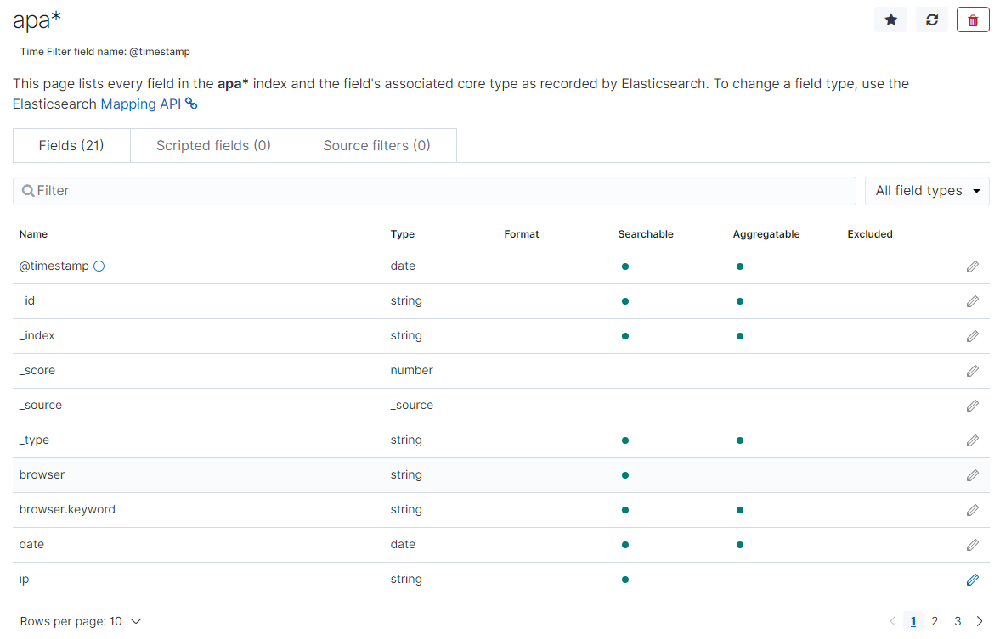 apa*
Time Filter field name: @timestamp
This page lists every field in the apa* index and the field's associated core type as recorded by Elasticsearch. To change a field type, use the
Elasticsearch Mapping API
Fields (21) Scripted fields (0) Source filters (0)
Filter All field types
Name Type Format Searchable Aggregatable Excluded
@timestamp date
_id string
_index string
_score number
_source _source
_type string
browser string
browser.keyword string
date date
ip string
Rows per page: 10 1 2 3